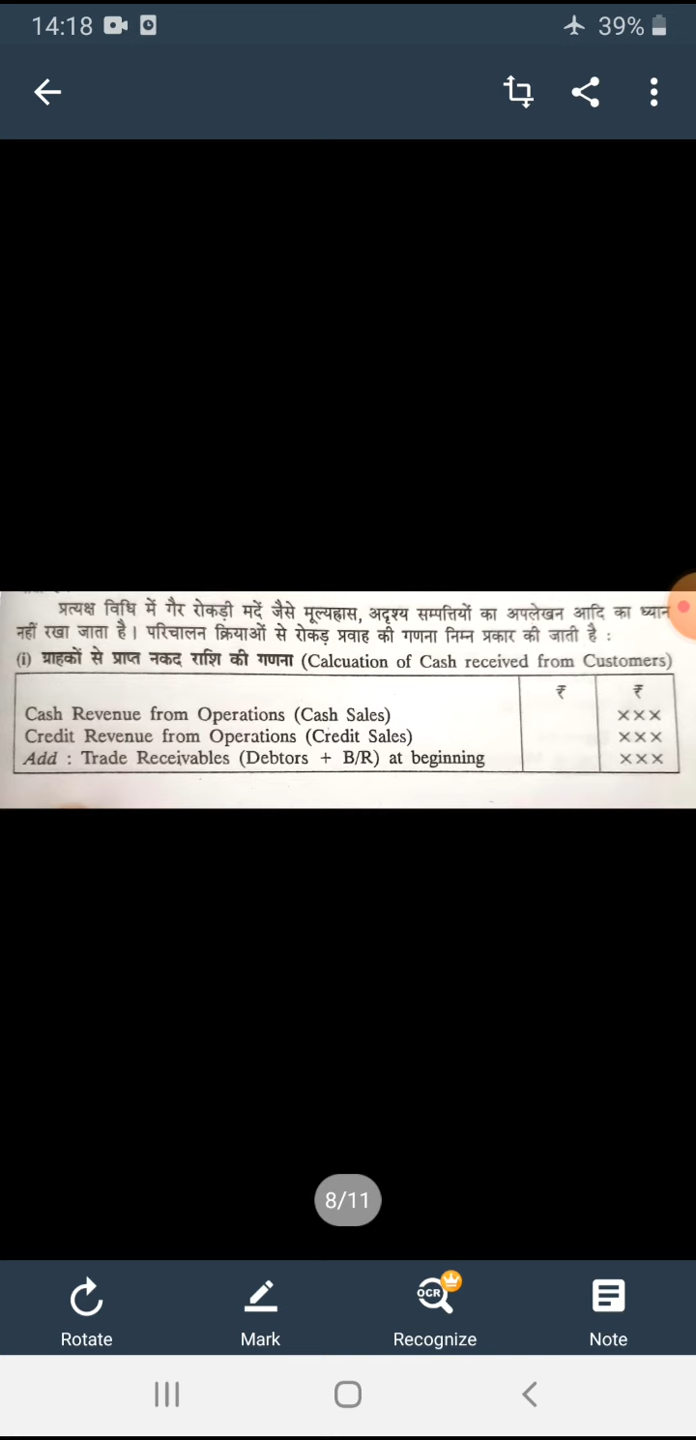 14:18
39%
प्रत्यक्ष विधि में गैर रोकड़ी मदें जैसे मूल्यह्रास, अदृश्य सम्पत्तियों का अपलेखन आदि का ध्यान
नहीं रखा जाता है। परिचालन क्रियाओं से रोकड़ प्रवाह की गणना निम्न प्रकार की जाती है :
(i) ग्राहकों से प्राप्त नकद राशि की गणना (Calcuation of Cash received from Customers)
₹ ₹
Cash Revenue from Operations (Cash Sales) ×××
Credit Revenue from Operations (Credit Sales) ×××
Add : Trade Receivables (Debtors + B/R) at beginning ×××
8/11
OCR
Rotate Mark Recognize Note